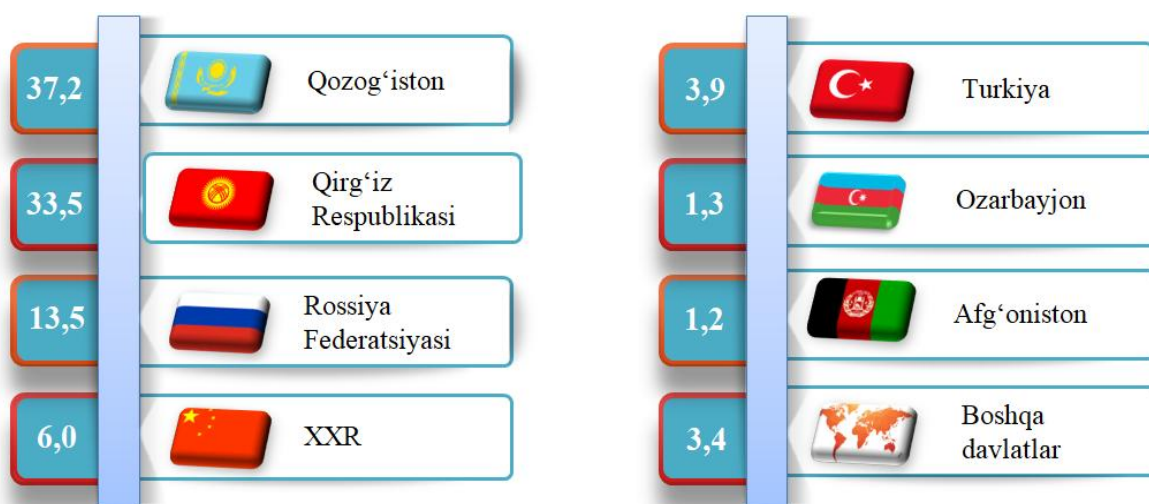 37,2
Qozog‘iston
33,5
Qirg‘iz
Respublikasi
13,5
Rossiya
Federatsiyasi
6,0
XXR
3,9
Turkiya
1,3
Ozarbayjon
1,2
Afg‘oniston
3,4
Boshqa
davlatlar